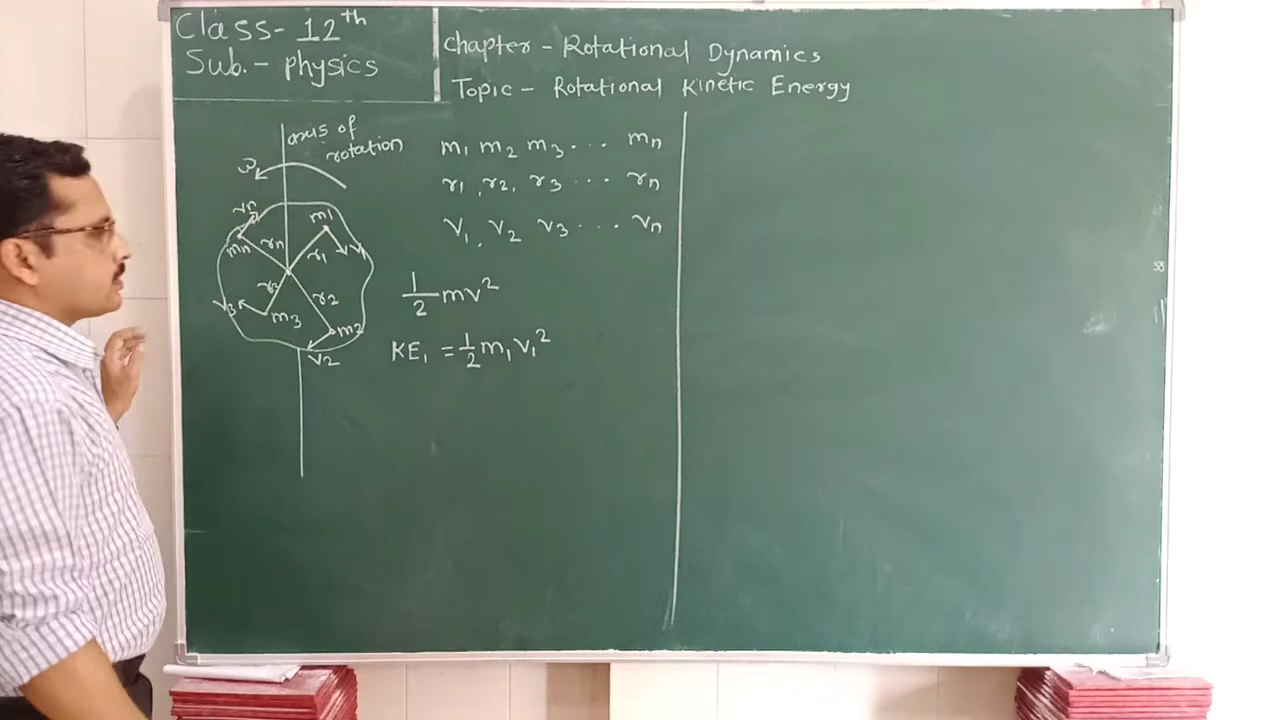 Class- 12th
Sub.- physics
Chapter - Rotational Dynamics
Topic - Rotational Kinetic Energy
axis of
rotation
ω
vn
m1
mn
rn
r1
v1
r3
r2
v3
m3
m2
v2
m₁ m₂ m₃ ... mₙ
r₁, r₂, r₃ ... rₙ
v₁, v₂ v₃ ... vₙ
1/2 mv²
KE₁ = 1/2 m₁v₁²